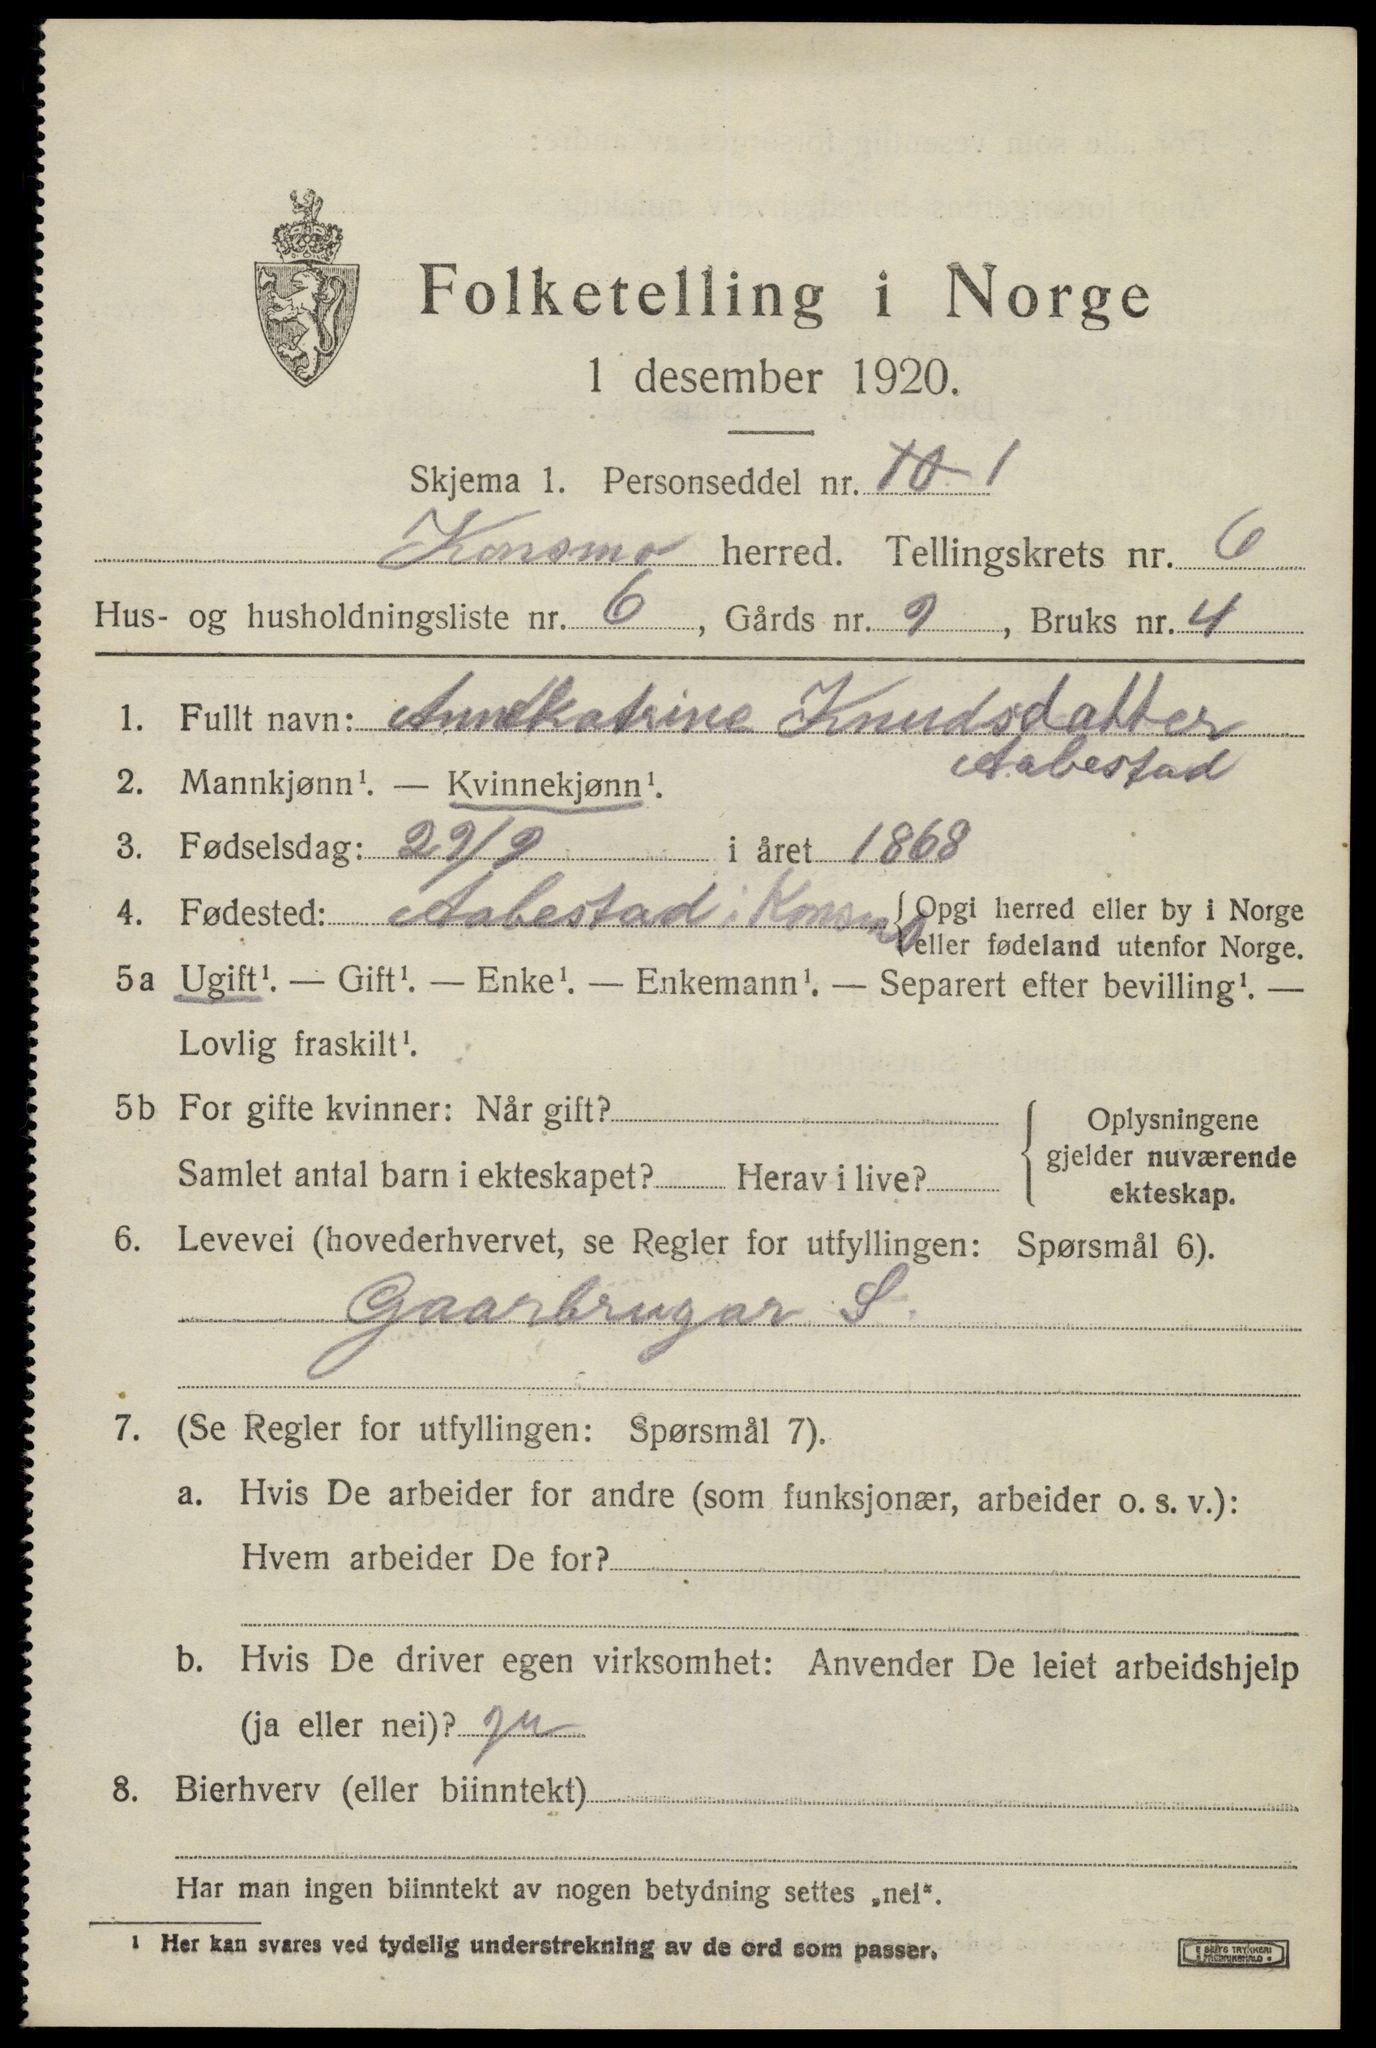 Folketelling i Norge
1 desember 1920.
Skjema 1. Personseddel nr. 10 1
Konsmo herred. Tellingskrets nr. 6
Hus- og husholdningsliste nr. 6, Gårds nr. 9, Bruks nr. 4
1. Fullt navn: Annekatrine Knudsdatter
Aabestad
2. Mannkjønn¹. — Kvinnekjønn¹.
3. Fødselsdag: 29/9 i året 1868
4. Fødested: Aabestad i Konsmo { Opgi herred eller by i Norge
eller fødeland utenfor Norge.
5a Ugift¹. — Gift¹. — Enke¹. — Enkemann¹. — Separert efter bevilling¹. —
Lovlig fraskilt¹.
5b For gifte kvinner: Når gift?
Samlet antal barn i ekteskapet? Herav i live?
Oplysningene
gjelder nuværende
ekteskap.
6. Levevei (hovederhvervet, se Regler for utfyllingen: Spørsmål 6).
Gaarbrugar S.
7. (Se Regler for utfyllingen: Spørsmål 7).
a. Hvis De arbeider for andre (som funksjonær, arbeider o. s. v.):
Hvem arbeider De for?
b. Hvis De driver egen virksomhet: Anvender De leiet arbeidshjelp
(ja eller nei)?
8. Bierhverv (eller biinntekt)
Har man ingen biinntekt av nogen betydning settes „nei“.
¹ Her kan svares ved tydelig understrekning av de ord som passer.
SEITS TRYKKERI
FREDRIKSHALD